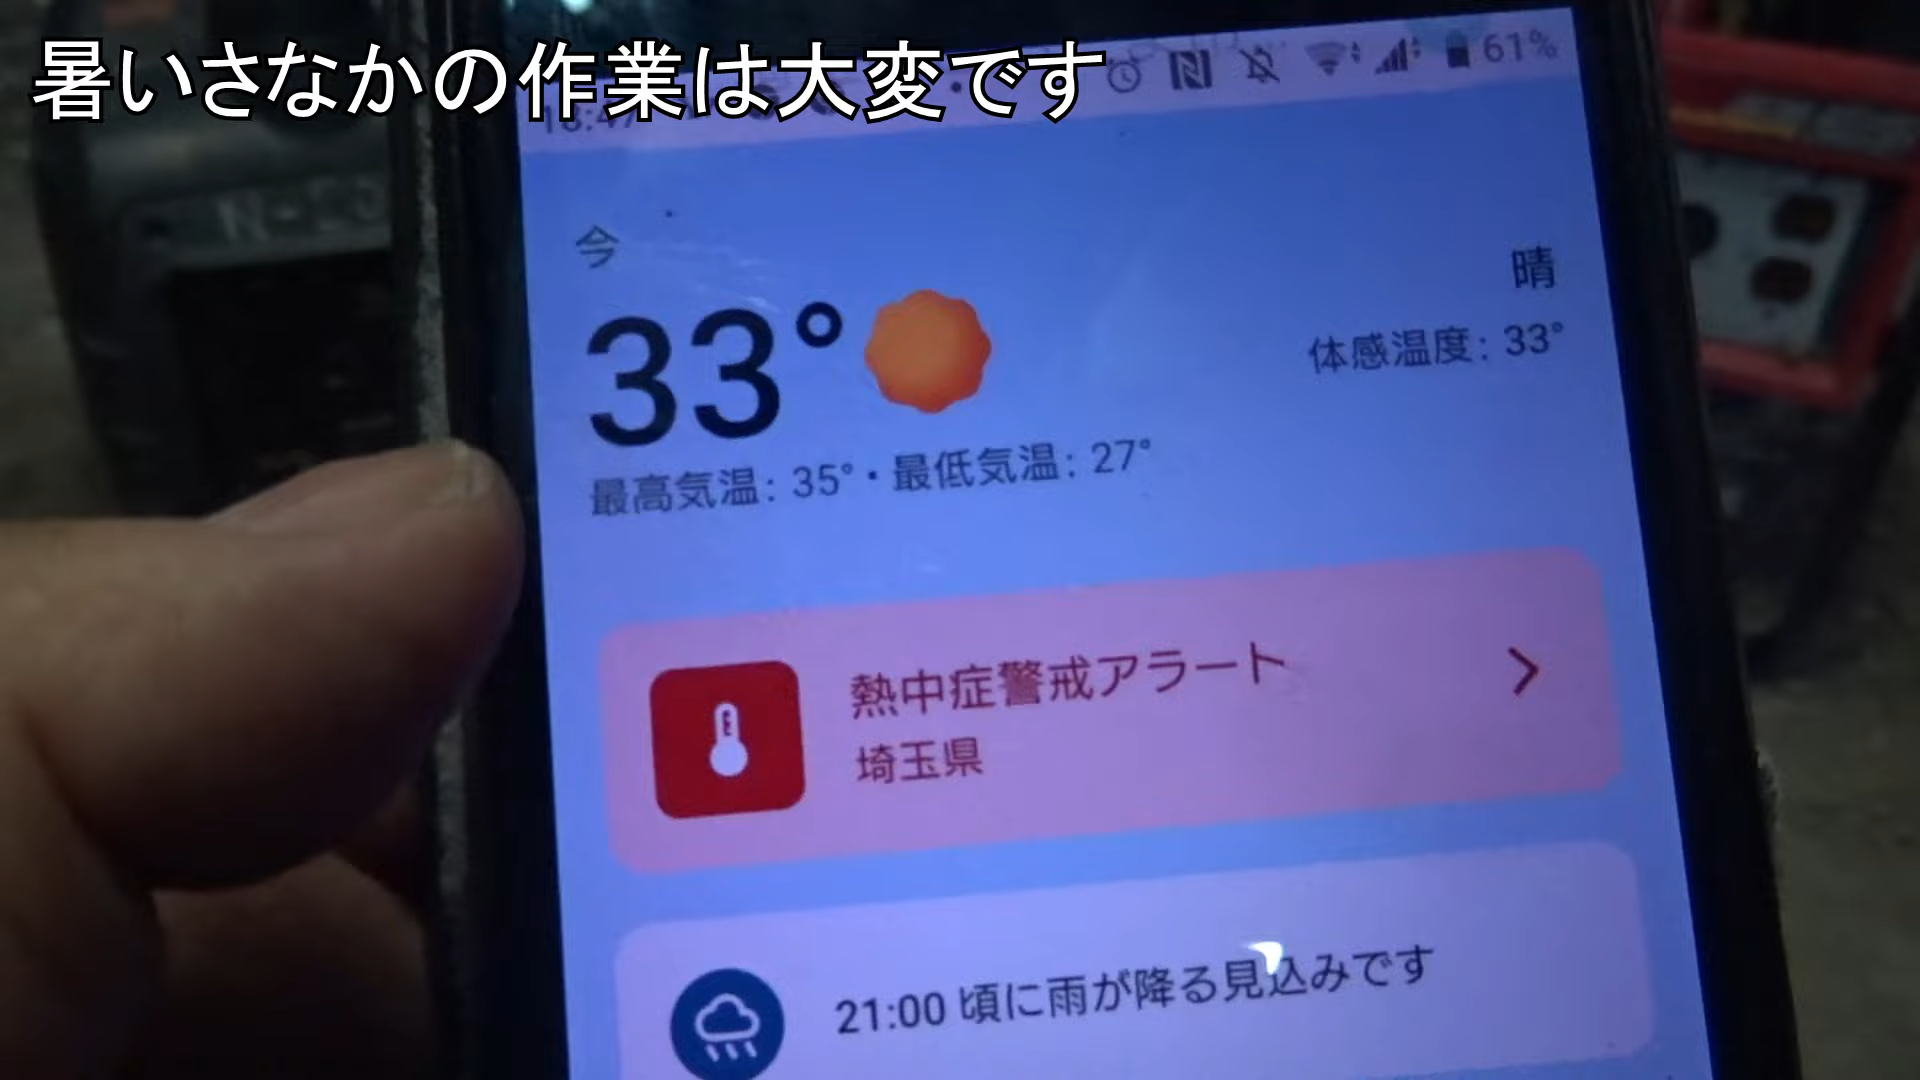 暑いさなかの作業は大変です
61%
今
33°
晴
体感温度: 33°
最高気温: 35°・最低気温: 27°
熱中症警戒アラート
埼玉県
21:00 頃に雨が降る見込みです